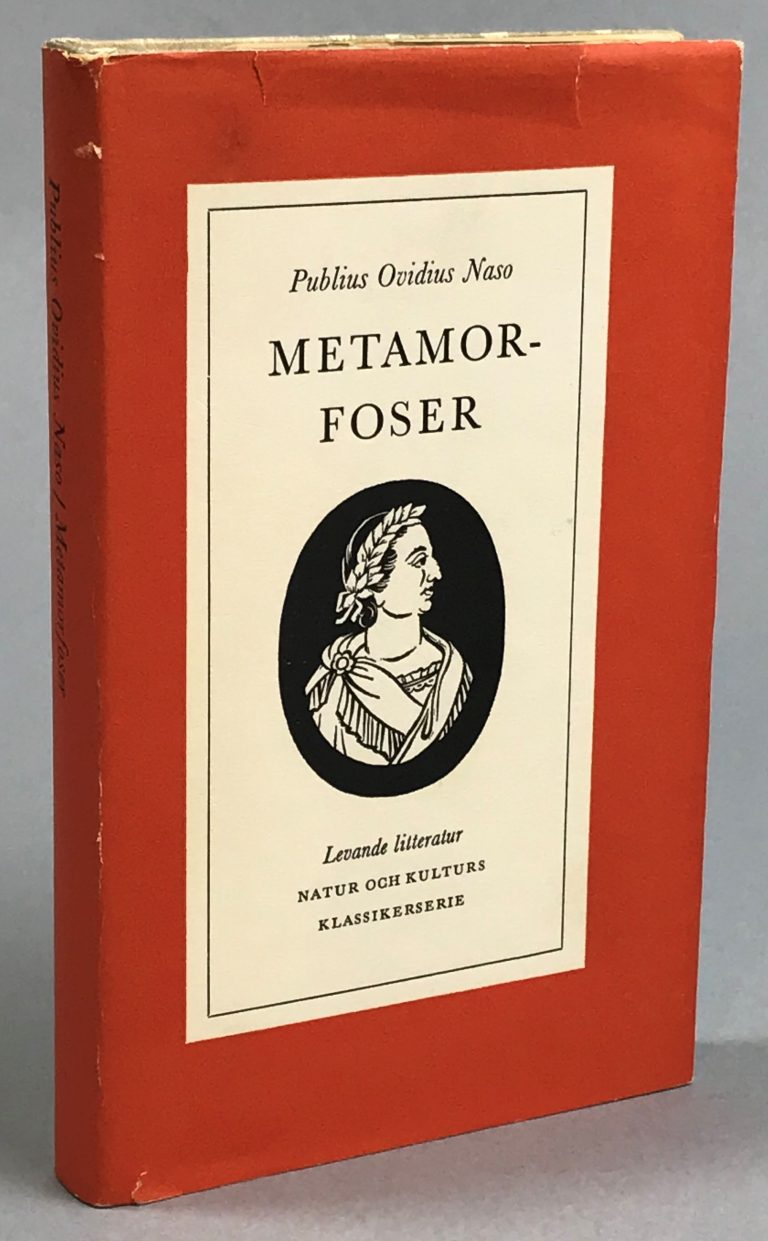 Publius Ovidius Naso / Metamorfoser
Publius Ovidius Naso
METAMOR-
FOSER
Levande litteratur
NATUR OCH KULTURS
KLASSIKERSERIE